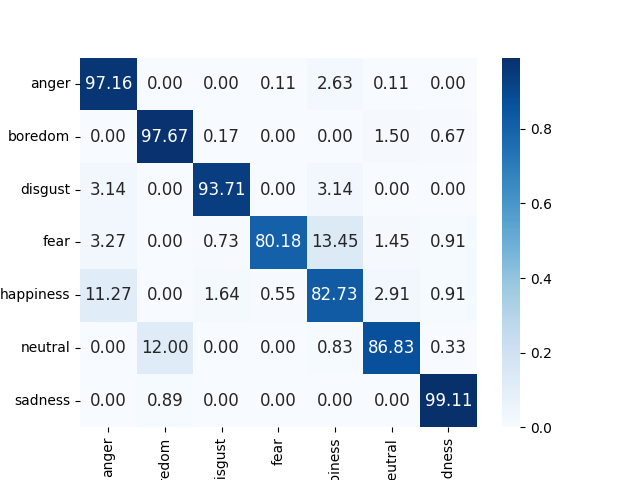 anger 97.16 0.00 0.00 0.11 2.63 0.11 0.00
boredom 0.00 97.67 0.17 0.00 0.00 1.50 0.67
disgust 3.14 0.00 93.71 0.00 3.14 0.00 0.00
fear 3.27 0.00 0.73 80.18 13.45 1.45 0.91
happiness 11.27 0.00 1.64 0.55 82.73 2.91 0.91
neutral 0.00 12.00 0.00 0.00 0.83 86.83 0.33
sadness 0.00 0.89 0.00 0.00 0.00 0.00 99.11
anger redom isgust fear piness eutral dness
0.8
0.6
0.4
0.2
0.0